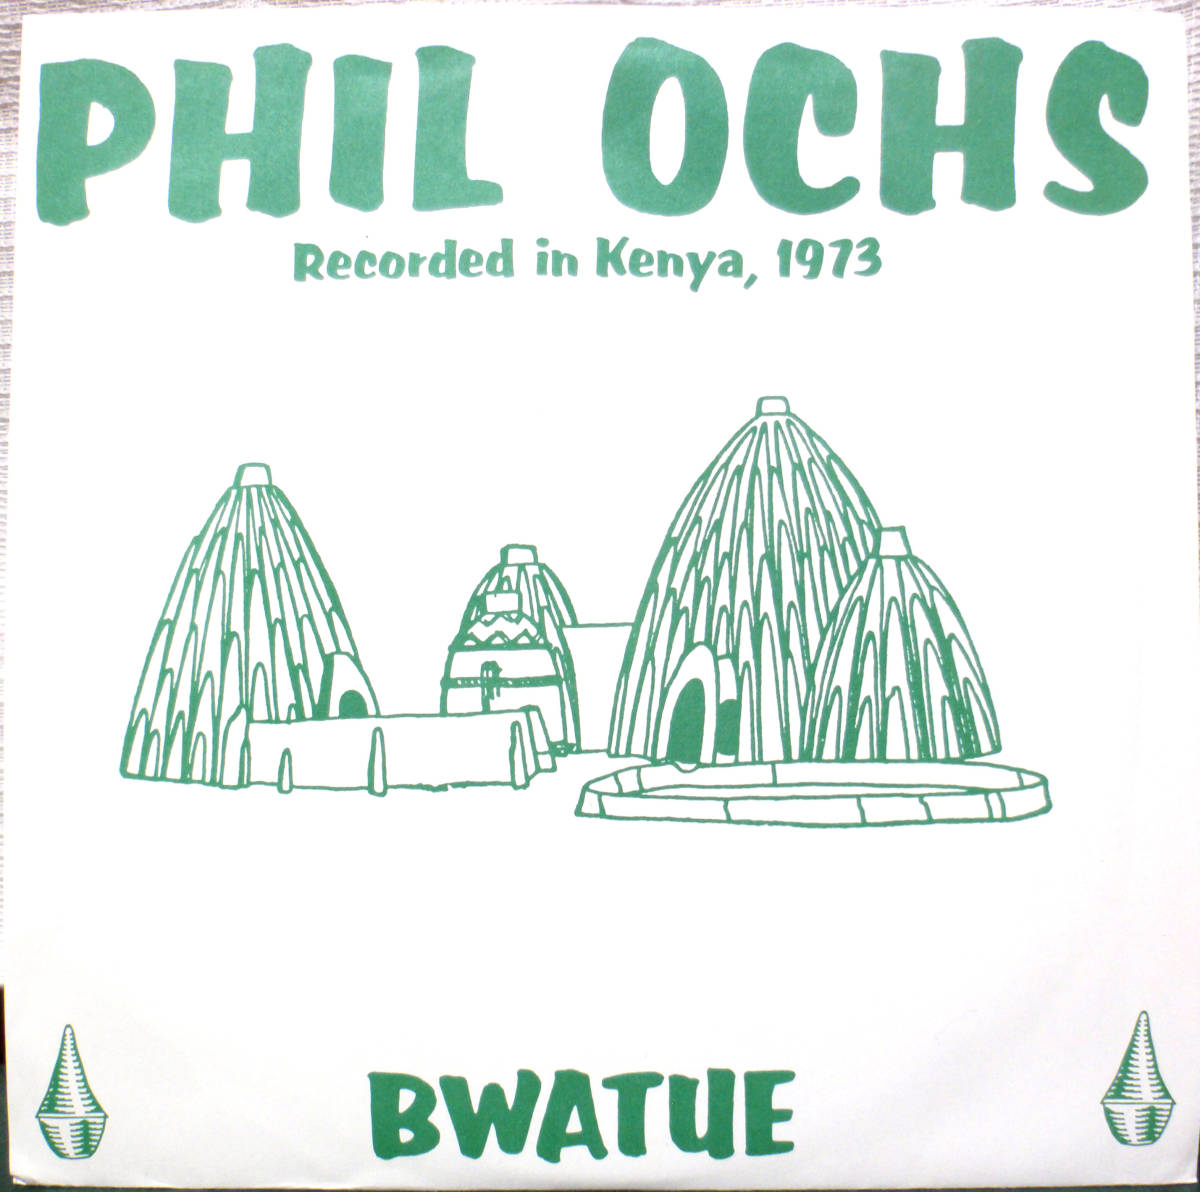 PHIL OCHS
Recorded in Kenya, 1973
BWATUE